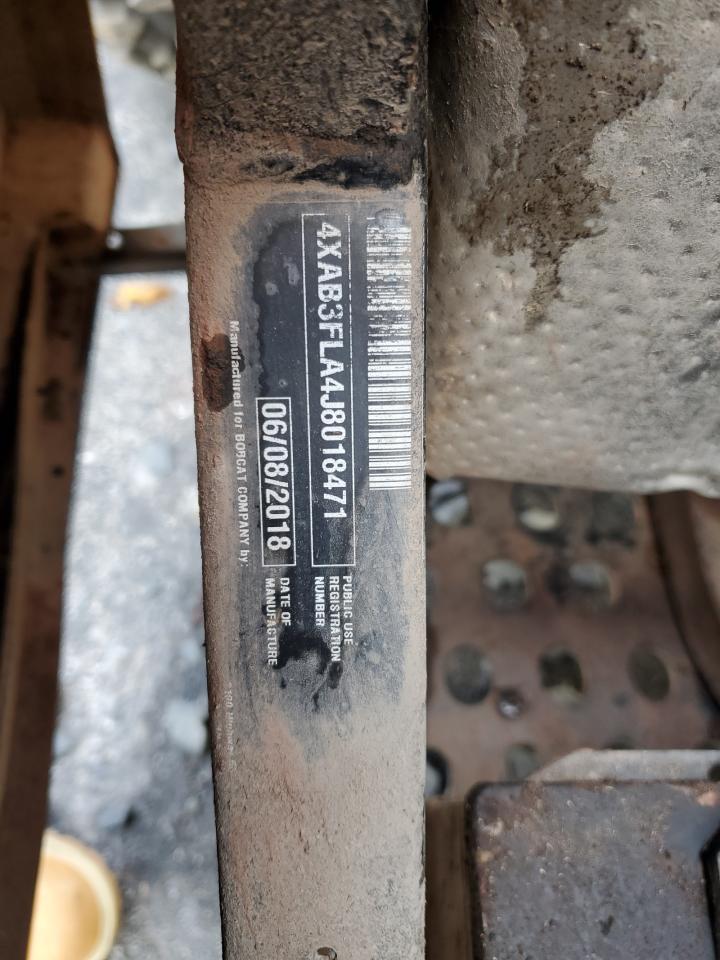 4XAB3FLA4J8018471
PUBLIC USE
REGISTRATION
NUMBER
06/08/2018
DATE OF
MANUFACTURE
Manufactured for BOBCAT COMPANY by: